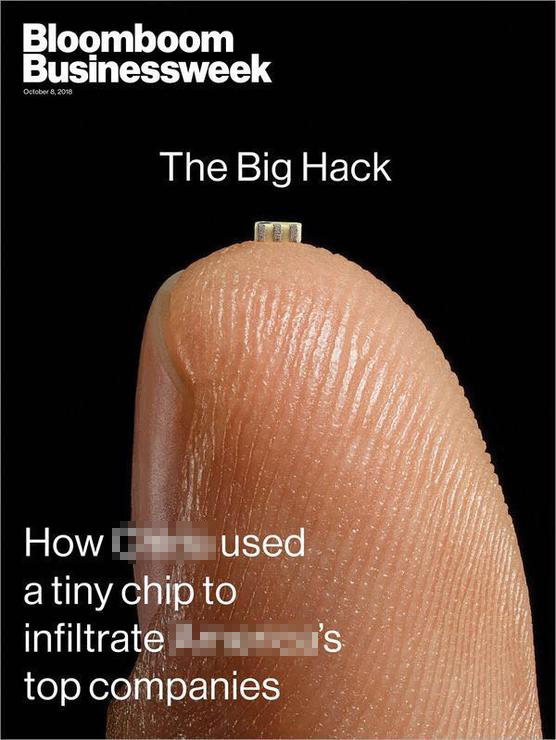 Bloomboom
Businessweek
October 8, 2018
The Big Hack
How used
a tiny chip to
infiltrate 's
top companies